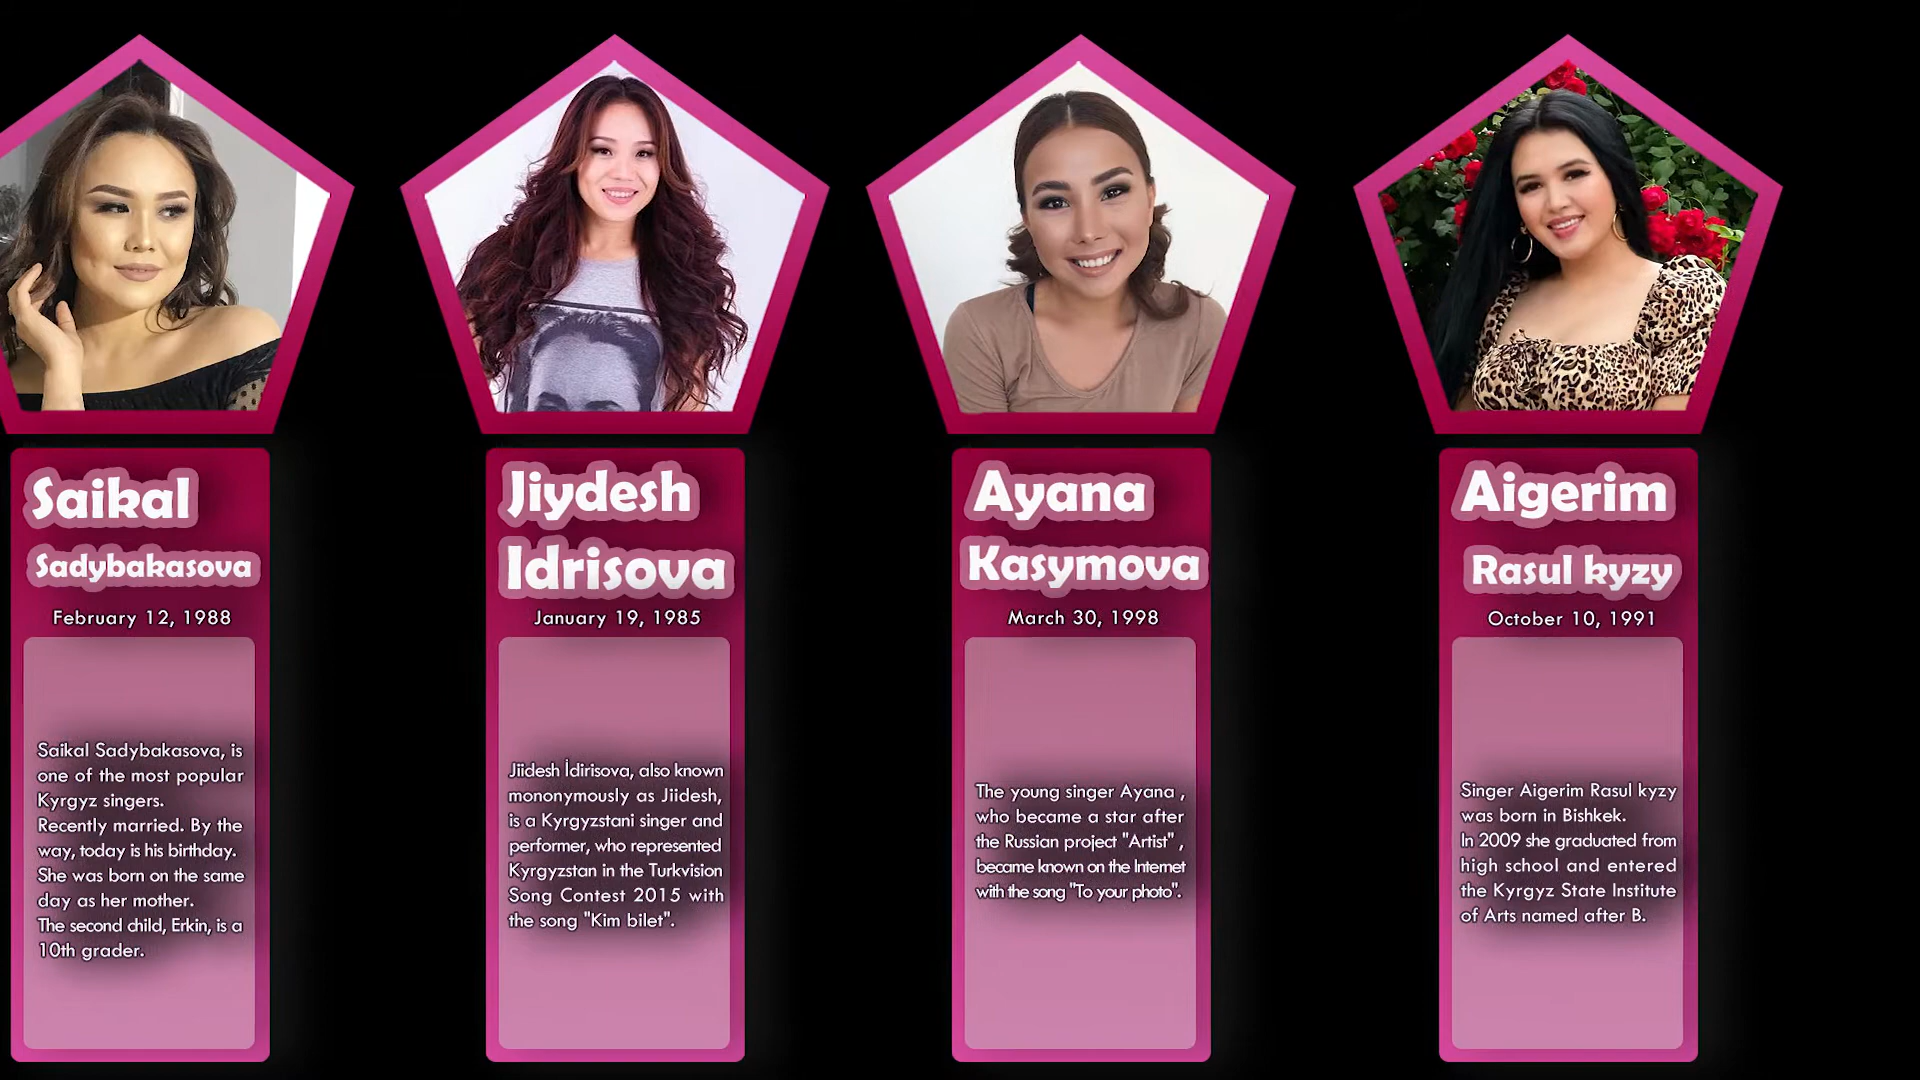 Saikal
Sadybakasova
February 12, 1988
Saikal Sadybakasova, is
one of the most popular
Kyrgyz singers.
Recently married. By the
way, today is his birthday.
She was born on the same
day as her mother.
The second child, Erkin, is a
10th grader.
Jiydesh
Idrisova
January 19, 1985
Jiidesh İdirisova, also known
mononymously as Jiidesh,
is a Kyrgyzstani singer and
performer, who represented
Kyrgyzstan in the Turkvision
Song Contest 2015 with
the song "Kim bilet".
Ayana
Kasymova
March 30, 1998
The young singer Ayana ,
who became a star after
the Russian project "Artist" ,
became known on the Internet
with the song "To your photo".
Aigerim
Rasul kyzy
October 10, 1991
Singer Aigerim Rasul kyzy
was born in Bishkek.
In 2009 she graduated from
high school and entered
the Kyrgyz State Institute
of Arts named after B.